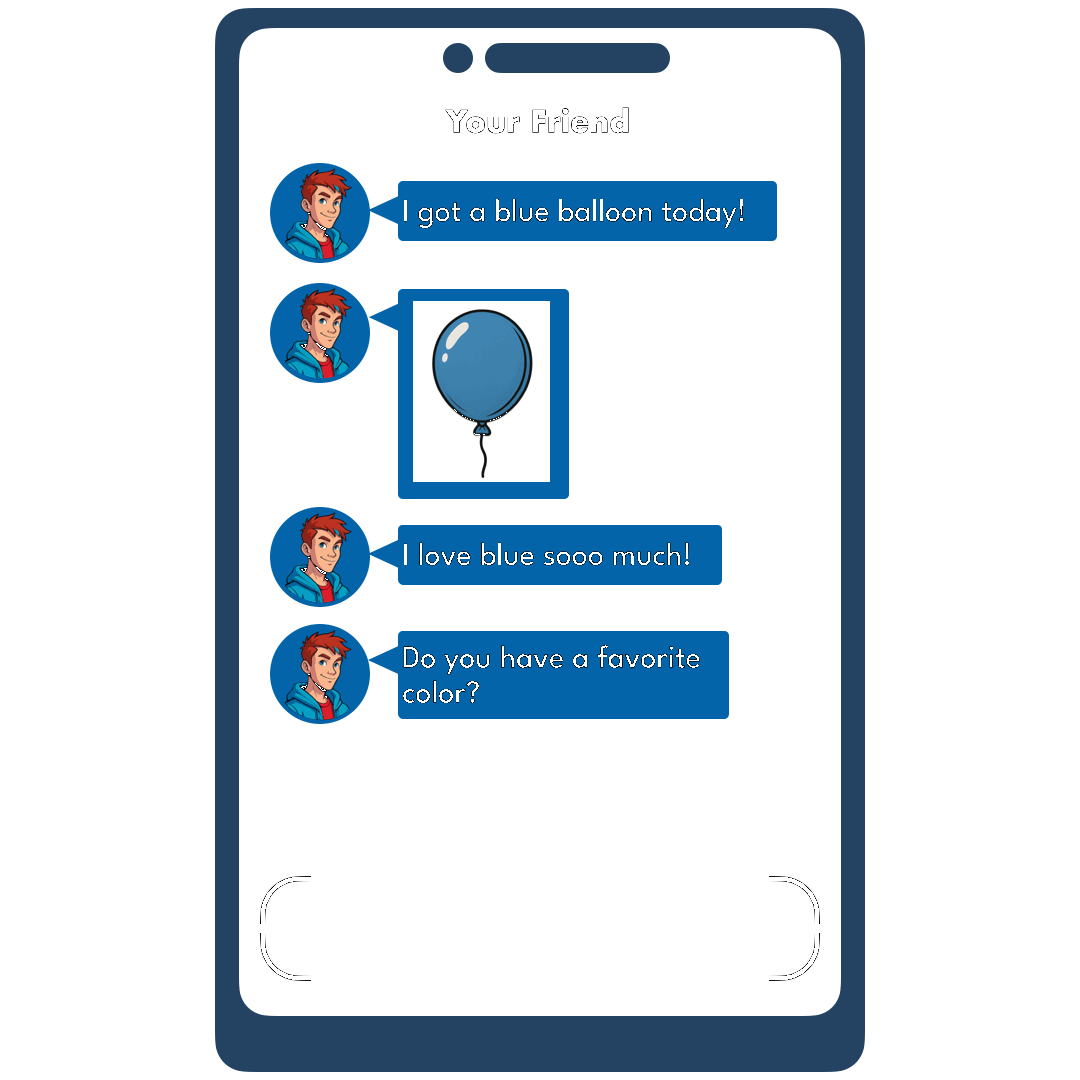 Your Friend
I got a blue balloon today!
I love blue sooo much!
Do you have a favorite
color?